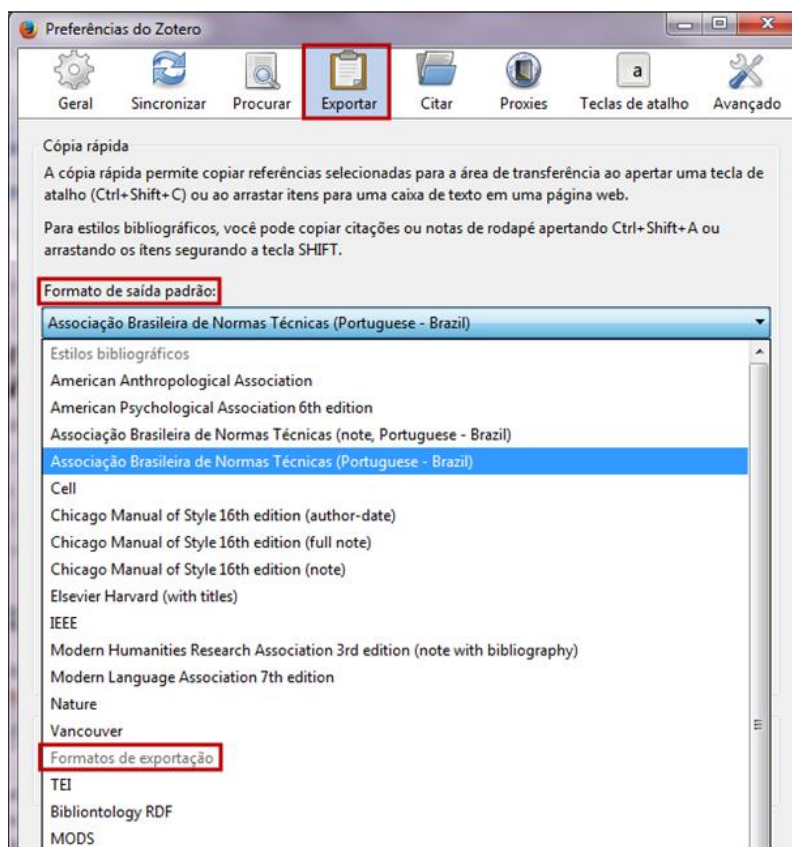 Preferências do Zotero
Geral Sincronizar Procurar Exportar Citar Proxies Teclas de atalho Avançado
Cópia rápida
A cópia rápida permite copiar referências selecionadas para a área de transferência ao apertar uma tecla de
atalho (Ctrl+Shift+C) ou ao arrastar itens para uma caixa de texto em uma página web.
Para estilos bibliográficos, você pode copiar citações ou notas de rodapé apertando Ctrl+Shift+A ou
arrastando os ítens segurando a tecla SHIFT.
Formato de saída padrão:
Associação Brasileira de Normas Técnicas (Portuguese - Brazil)
Estilos bibliográficos
American Anthropological Association
American Psychological Association 6th edition
Associação Brasileira de Normas Técnicas (note, Portuguese - Brazil)
Associação Brasileira de Normas Técnicas (Portuguese - Brazil)
Cell
Chicago Manual of Style 16th edition (author-date)
Chicago Manual of Style 16th edition (full note)
Chicago Manual of Style 16th edition (note)
Elsevier Harvard (with titles)
IEEE
Modern Humanities Research Association 3rd edition (note with bibliography)
Modern Language Association 7th edition
Nature
Vancouver
Formatos de exportação
TEI
Bibliontology RDF
MODS